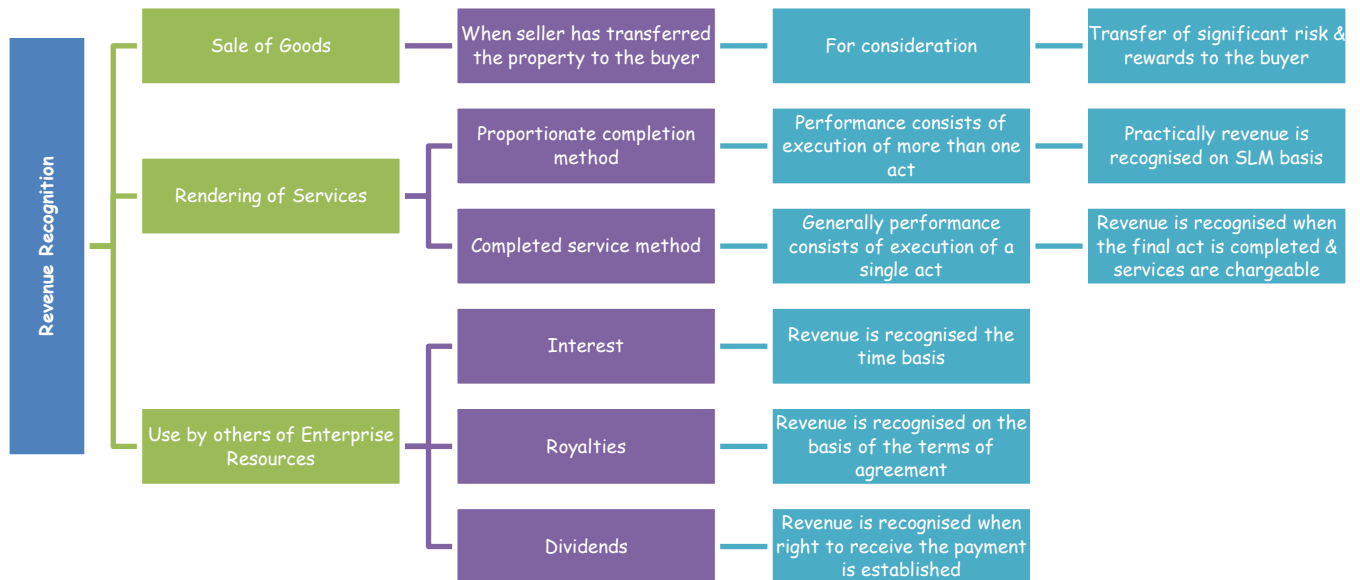 Revenue Recognition
Sale of Goods
When seller has transferred
the property to the buyer
For consideration
Transfer of significant risk &
rewards to the buyer
Rendering of Services
Proportionate completion
method
Performance consists of
execution of more than one
act
Practically revenue is
recognised on SLM basis
Completed service method
Generally performance
consists of execution of a
single act
Revenue is recognised when
the final act is completed &
services are chargeable
Use by others of Enterprise
Resources
Interest
Revenue is recognised the
time basis
Royalties
Revenue is recognised on the
basis of the terms of
agreement
Dividends
Revenue is recognised when
right to receive the payment
is established